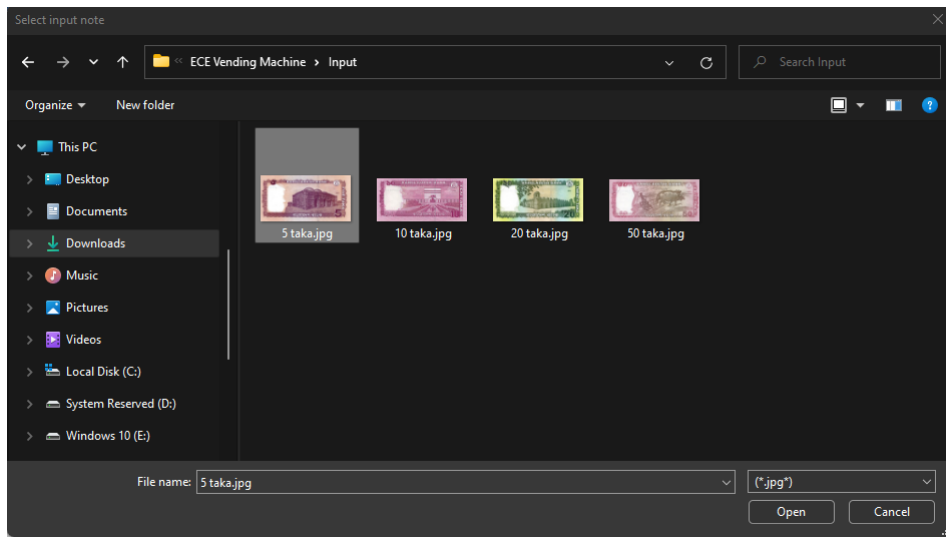 Select input note
« ECE Vending Machine › Input
Search Input
Organize
New folder
This PC
Desktop
Documents
Downloads
Music
Pictures
Videos
Local Disk (C:)
System Reserved (D:)
Windows 10 (E:)
5 taka.jpg
10 taka.jpg
20 taka.jpg
50 taka.jpg
File name: 5 taka.jpg
(*.jpg*)
Open
Cancel